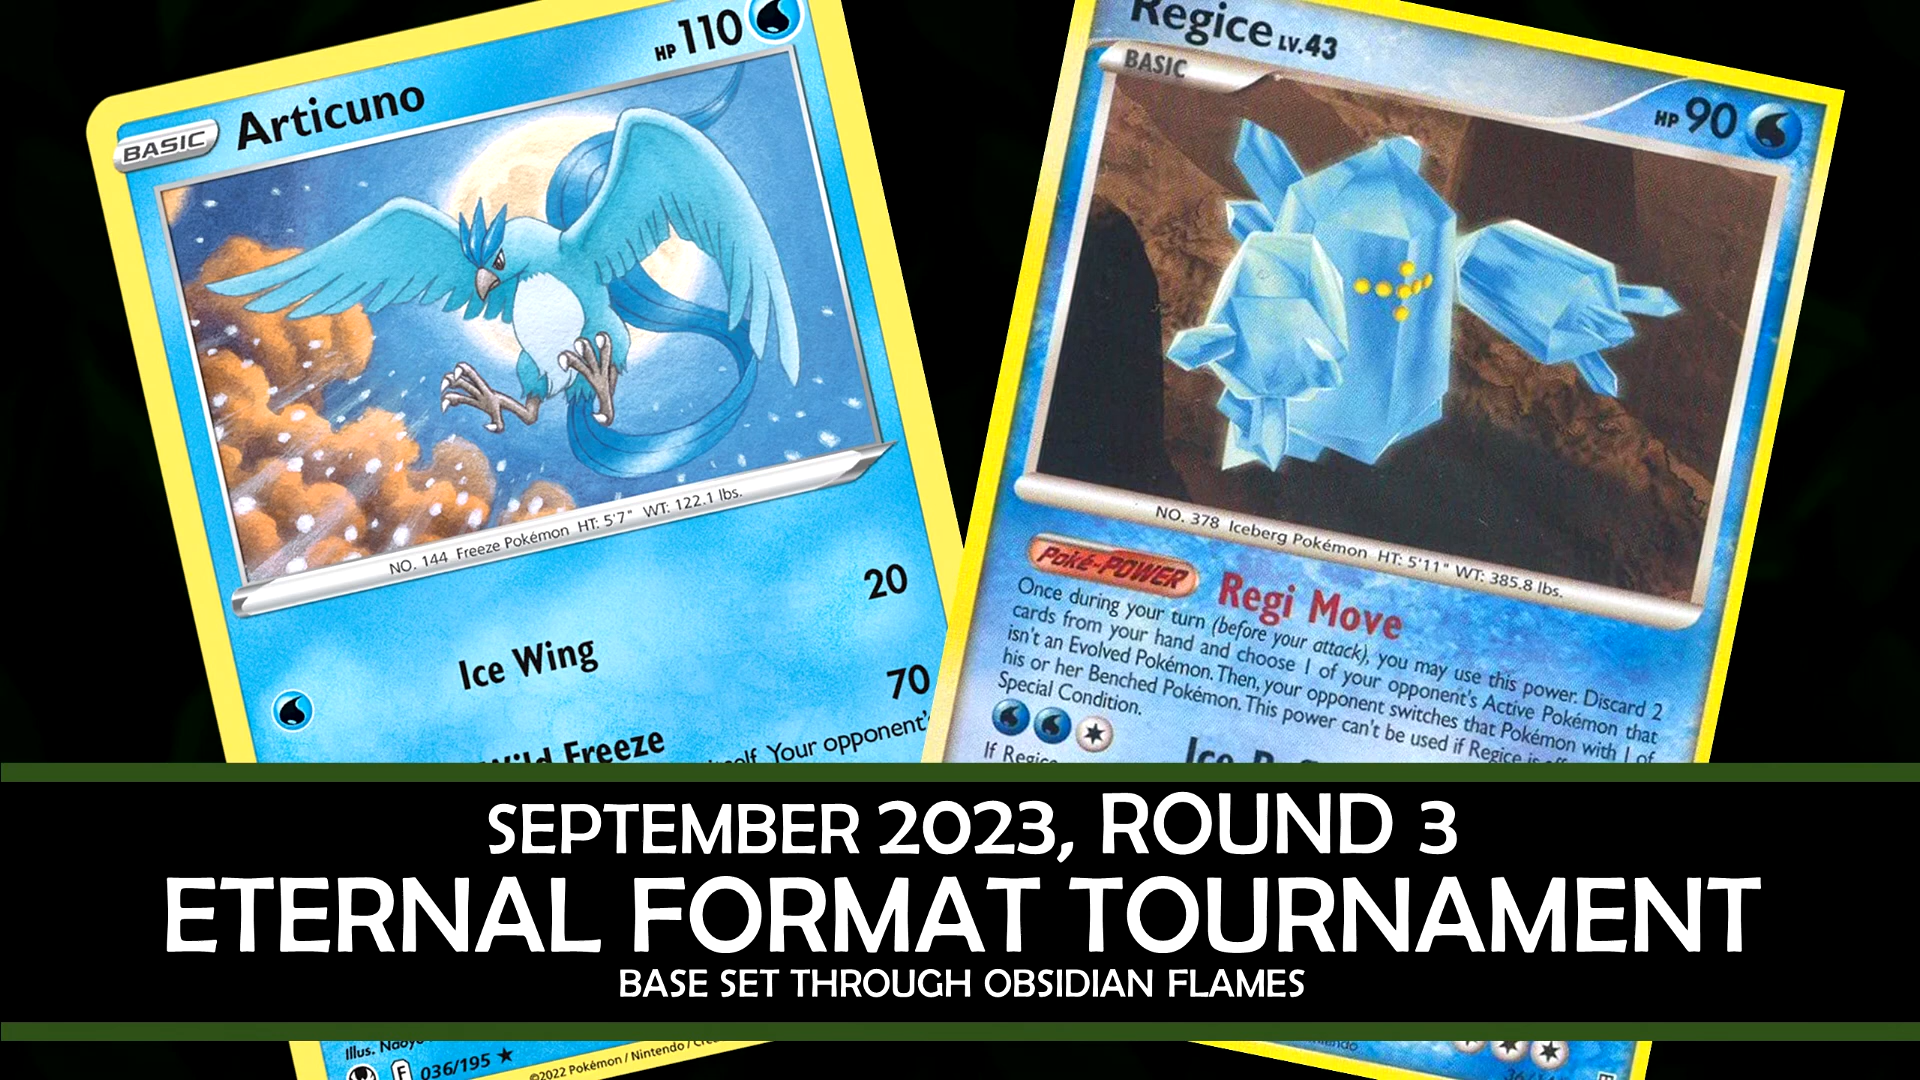 BASIC Articuno HP 110
NO. 144 Freeze Pokémon HT: 5'7" WT: 122.1 lbs.
Ice Wing 20
Wild Freeze 70
Your opponent's
Regice LV.43
BASIC
HP 90
NO. 378 Iceberg Pokémon HT: 5'11" WT: 385.8 lbs.
Poké-POWER Regi Move
Once during your turn (before your attack), you may use this power. Discard 2
cards from your hand and choose 1 of your opponent's Active Pokémon that
isn't an Evolved Pokémon. Then, your opponent switches that Pokémon with 1 of
his or her Benched Pokémon. This power can't be used if Regice is
Special Condition.
If Regice
Ice
SEPTEMBER 2023, ROUND 3
ETERNAL FORMAT TOURNAMENT
BASE SET THROUGH OBSIDIAN FLAMES
Illus.
F 036/195 ★
©2022 Pokémon / Nintendo /